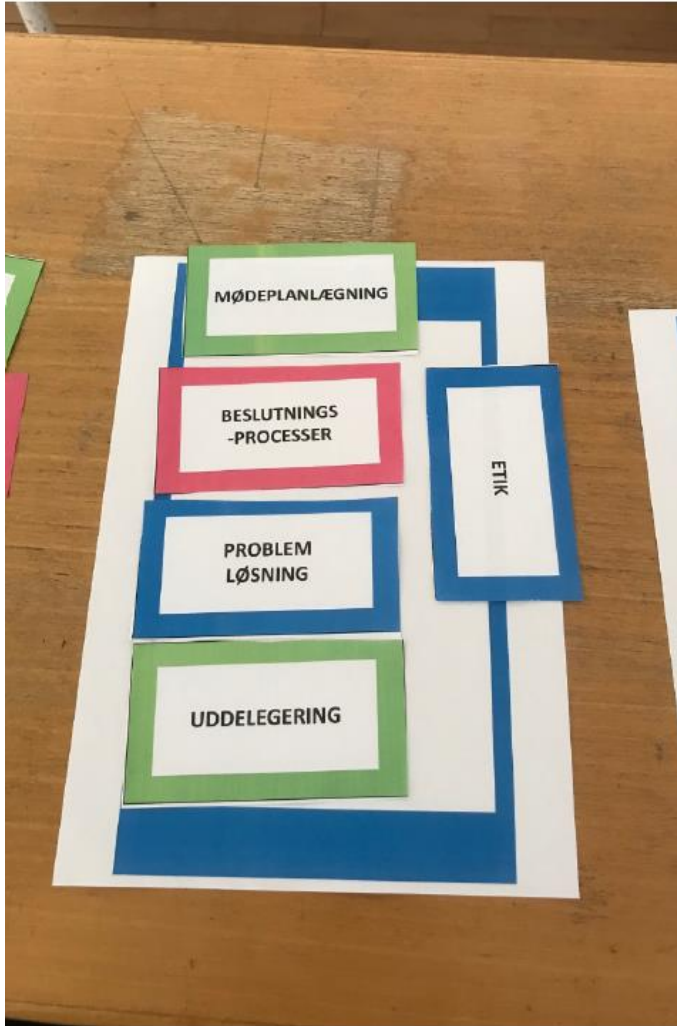 MØDEPLANLÆGNING
BESLUTNINGS
-PROCESSER
ETIK
PROBLEM
LØSNING
UDDELEGERING